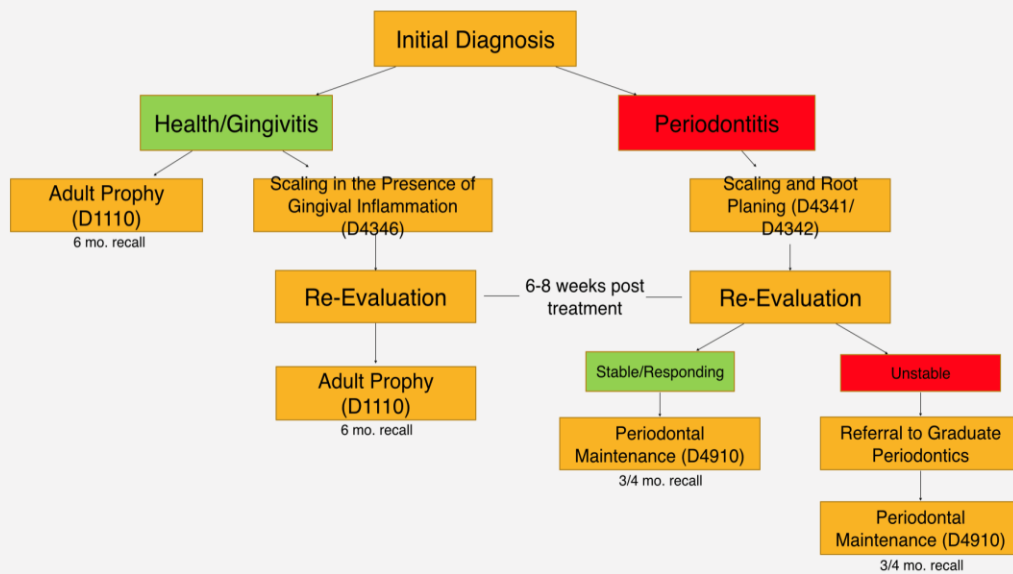 Initial Diagnosis
Health/Gingivitis
Periodontitis
Adult Prophy
(D1110)
6 mo. recall
Scaling in the Presence of
Gingival Inflammation
(D4346)
Scaling and Root
Planing (D4341/
D4342)
Re-Evaluation
6-8 weeks post
treatment
Re-Evaluation
Adult Prophy
(D1110)
6 mo. recall
Stable/Responding
Unstable
Periodontal
Maintenance (D4910)
3/4 mo. recall
Referral to Graduate
Periodontics
Periodontal
Maintenance (D4910)
3/4 mo. recall